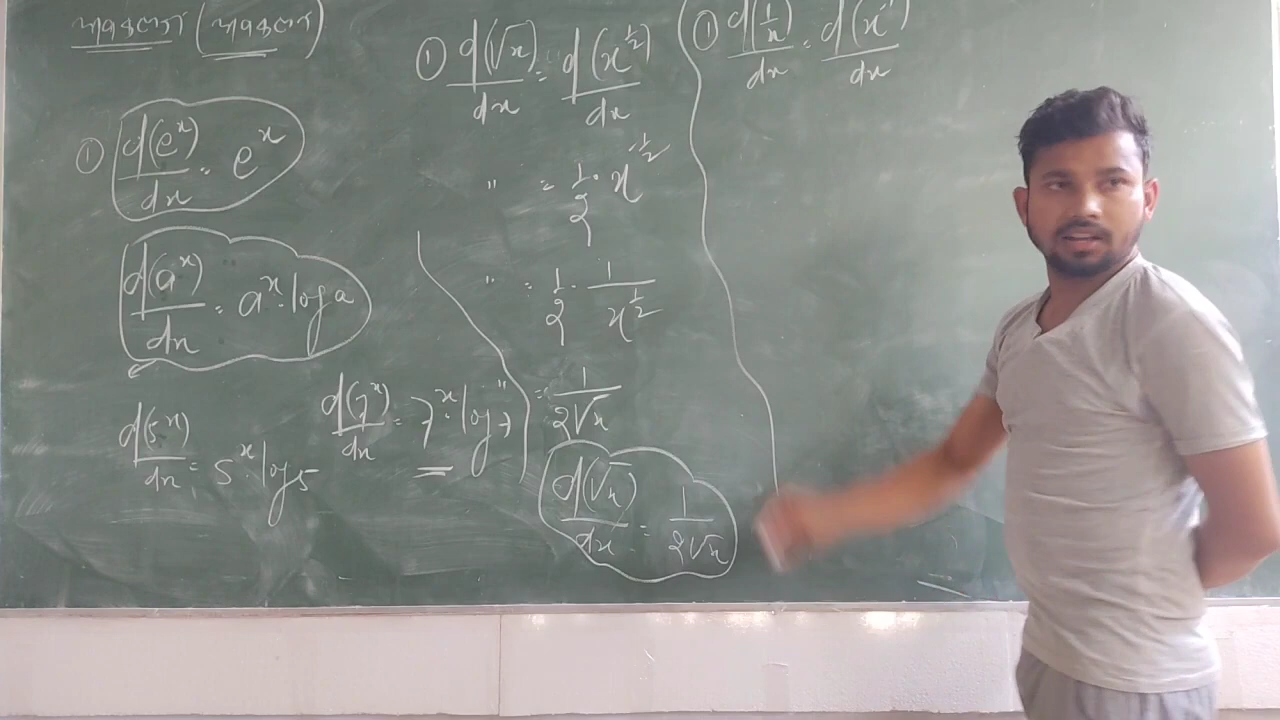 অৱকলজ (অৱকলন)
① d(eˣ)/dx = eˣ
d(aˣ)/dx = aˣ·log a
d(5ˣ)/dx = 5ˣ·log 5
d(7ˣ)/dx = 7ˣ·log 7
① d(√x)/dx = d(x^½)/dx
" = 1/2 · x^-½
" = 1/2 · 1/x^½
" = 1/2√x
d(√x)/dx = 1/2√x
① d(1/x)/dx = d(x⁻¹)/dx